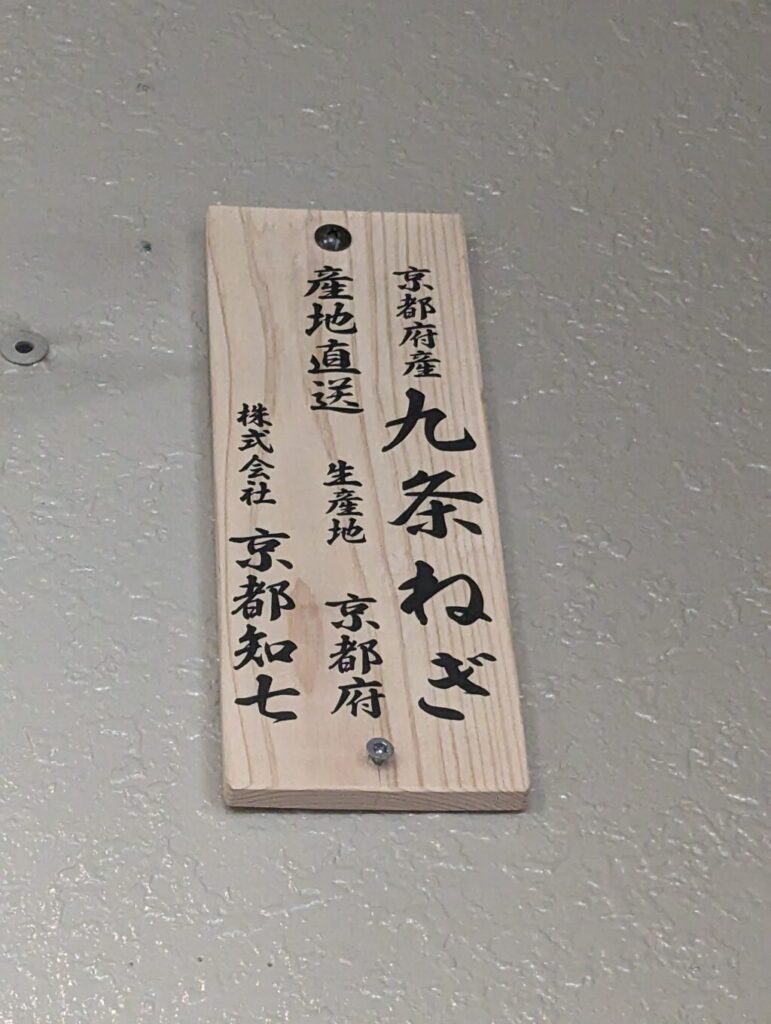 京都府産 九条ねぎ
産地直送 生産地 京都府
株式会社 京都知七